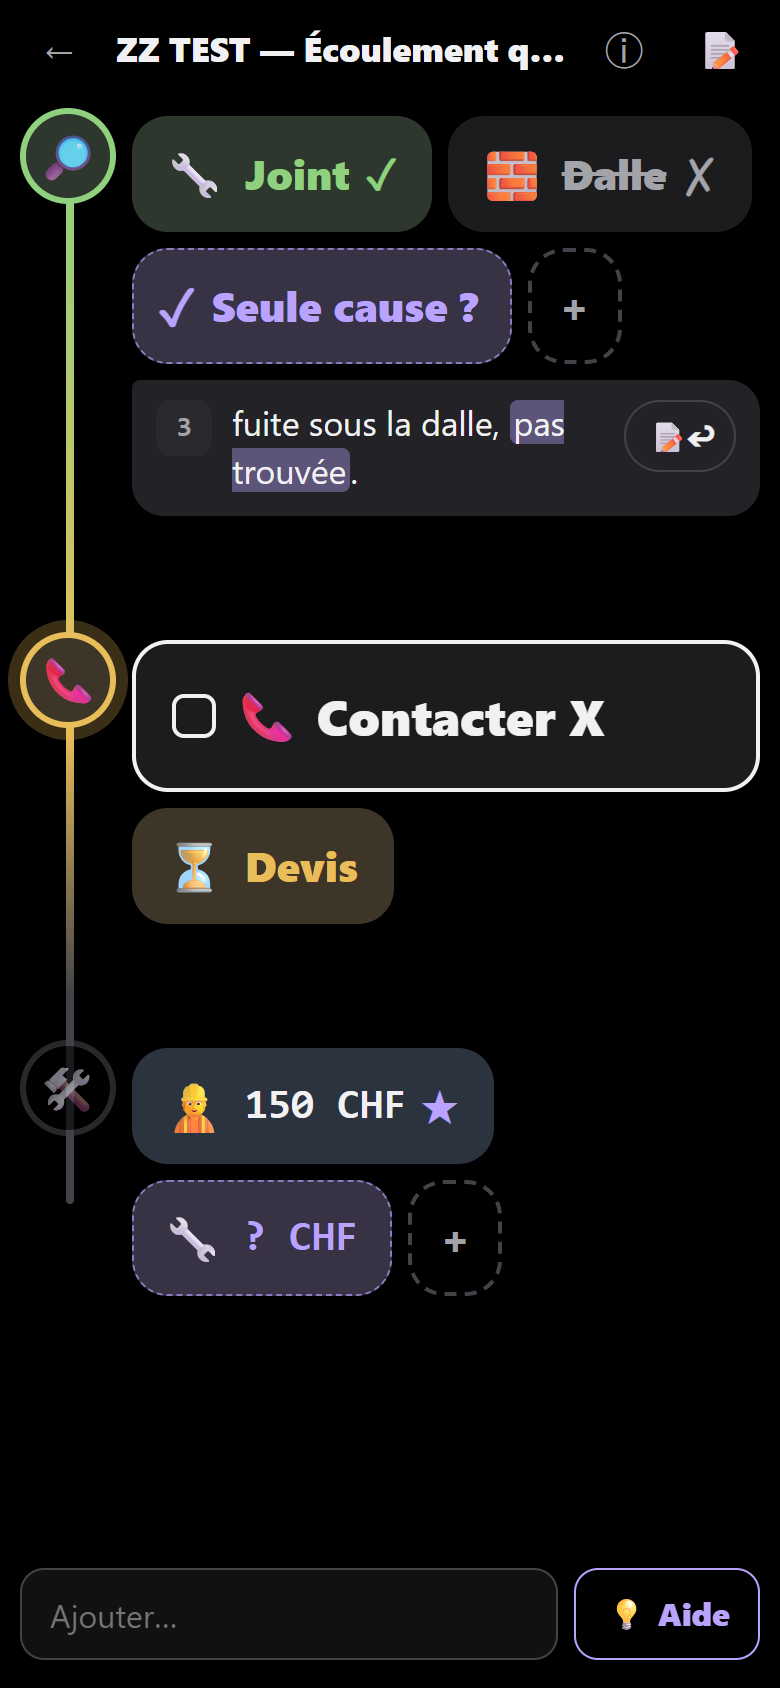 ← ZZ TEST — Écoulement q... ⓘ 📝
🔧 Joint ✓ 🧱 Dalle ✗
✓ Seule cause ? +
3 fuite sous la dalle, pas
trouvée. 📝↩
Contacter X
Devis
150 CHF ★
? CHF +
Ajouter... 💡 Aide